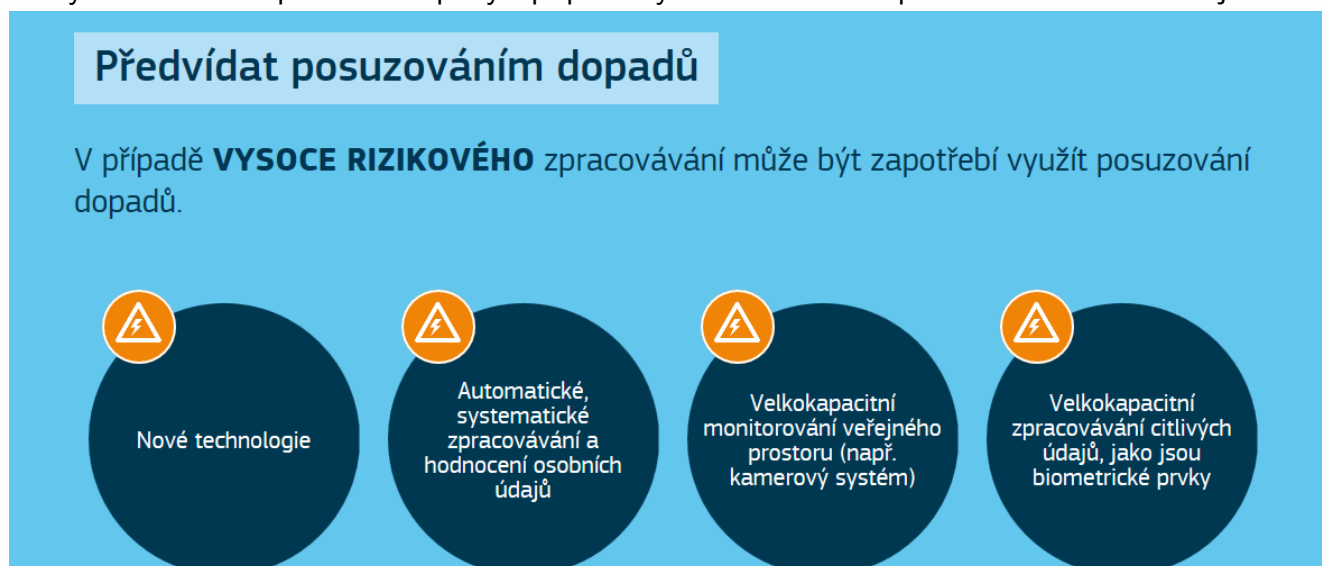 Předvídat posuzováním dopadů
V případě VYSOCE RIZIKOVÉHO zpracovávání může být zapotřebí využít posuzování
dopadů.
Nové technologie
Automatické,
systematické
zpracovávání a
hodnocení osobních
údajů
Velkokapacitní
monitorování veřejného
prostoru (např.
kamerový systém)
Velkokapacitní
zpracovávání citlivých
údajů, jako jsou
biometrické prvky